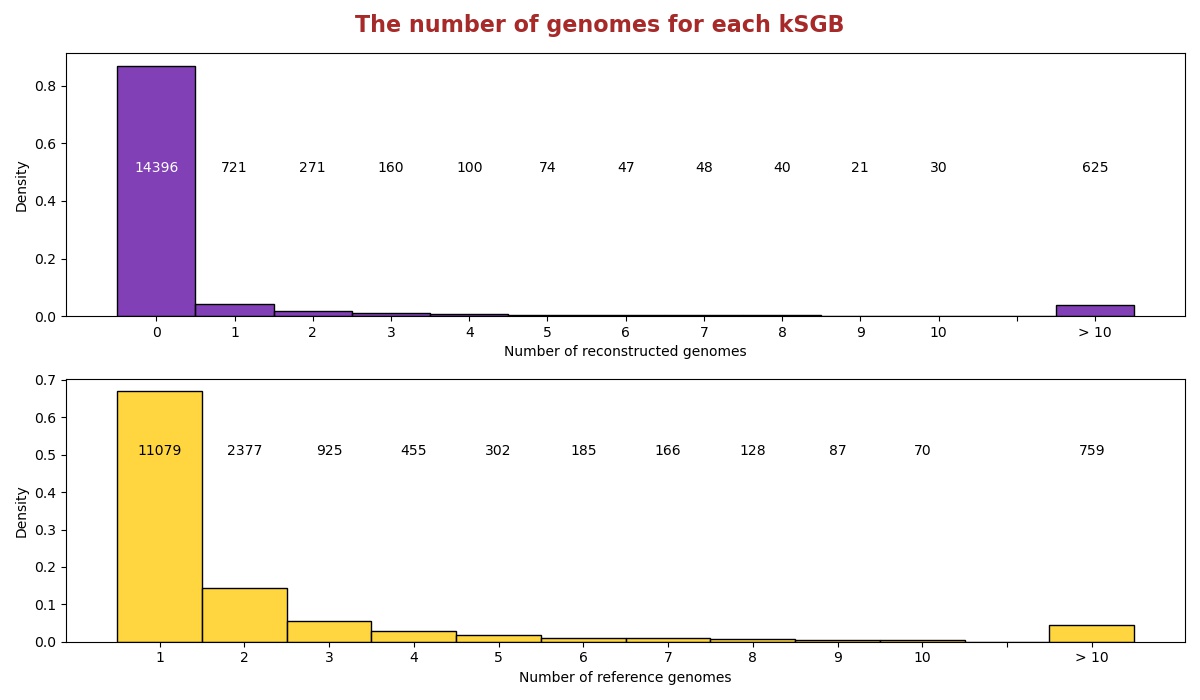 The number of genomes for each kSGB
0.8
0.6
0.4
0.2
0.0
Density
14396 721 271 160 100 74 47 48 40 21 30 625
0 1 2 3 4 5 6 7 8 9 10 > 10
Number of reconstructed genomes
0.7
0.6
0.5
0.4
0.3
0.2
0.1
0.0
Density
11079 2377 925 455 302 185 166 128 87 70 759
1 2 3 4 5 6 7 8 9 10 > 10
Number of reference genomes